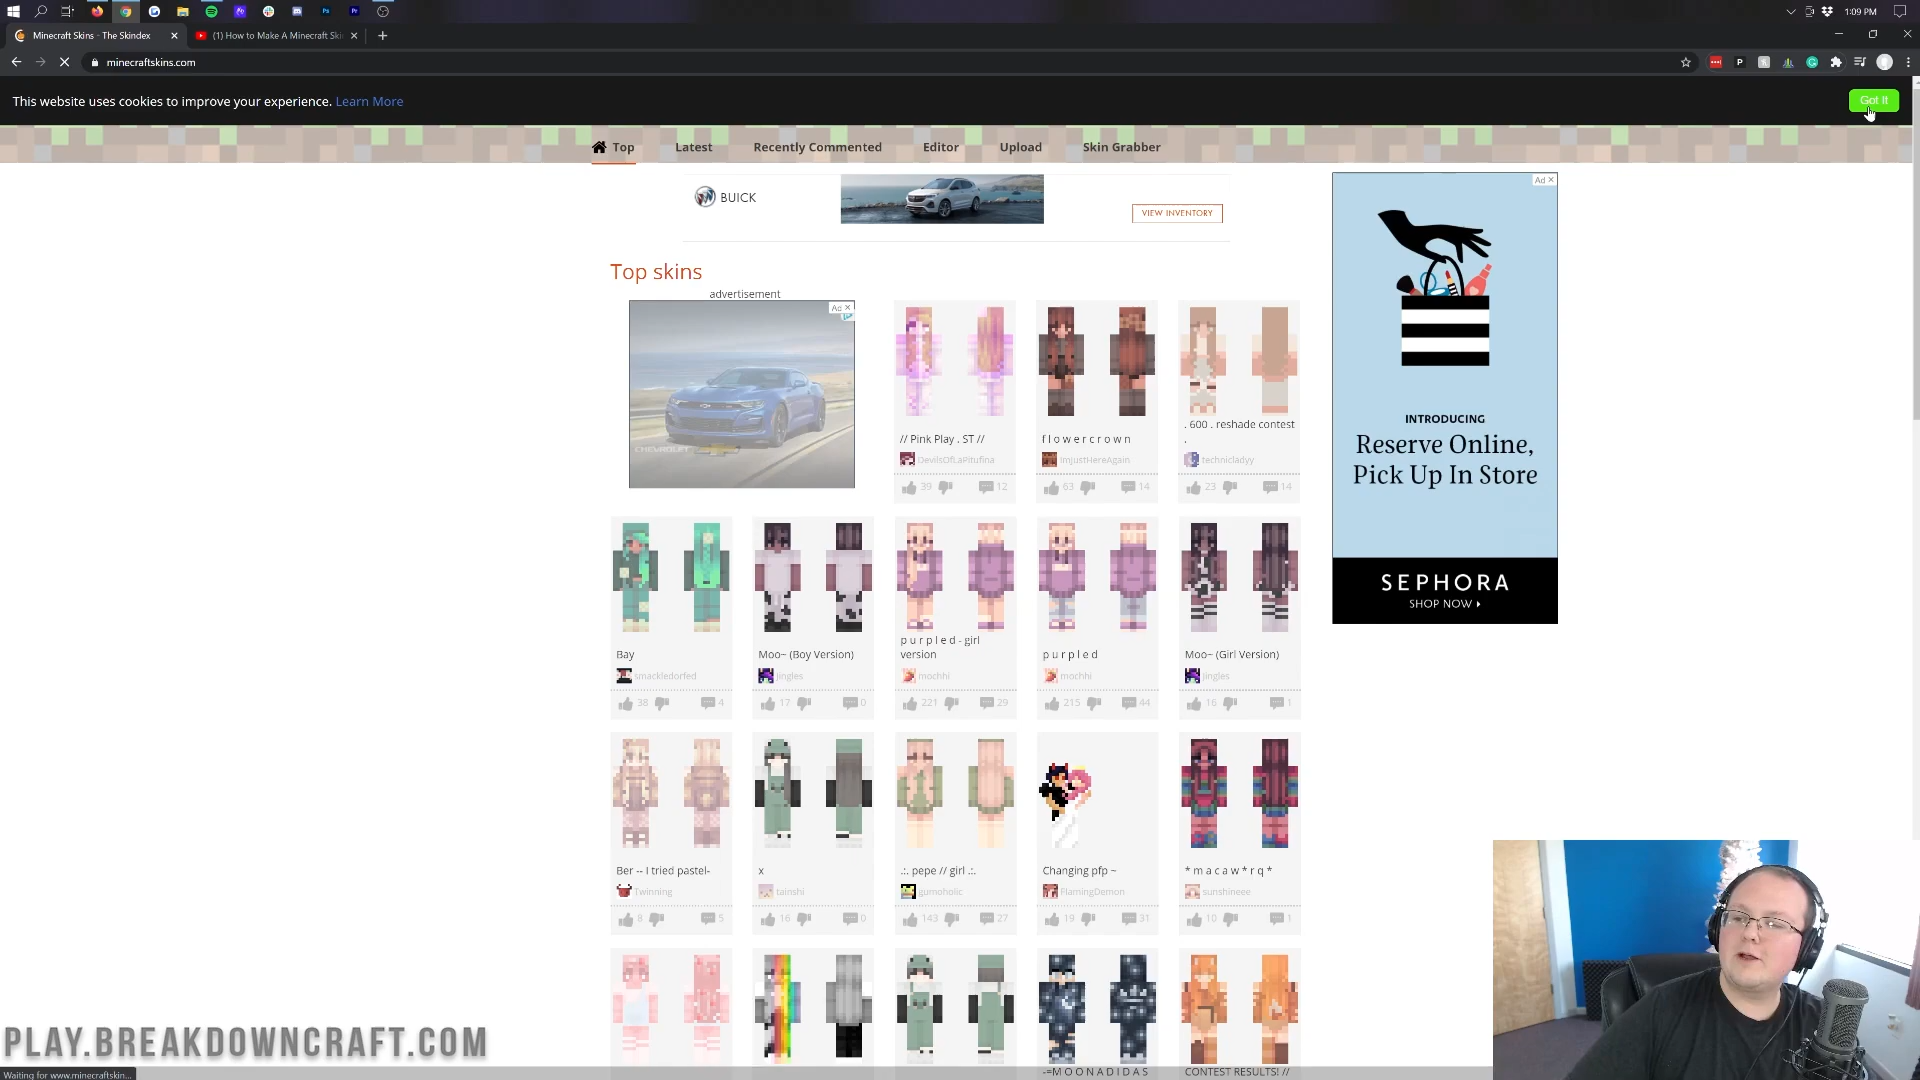 1:09 PM
Minecraft Skins - The Skindex
(1) How to Make A Minecraft Ski
minecraftskins.com
This website uses cookies to improve your experience. Learn More
Got It
Top
Latest
Recently Commented
Editor
Upload
Skin Grabber
BUICK
VIEW INVENTORY
Ad
Top skins
advertisement
Ad
CHEVROLET
INTRODUCING
Reserve Online,
Pick Up In Store
SEPHORA
SHOP NOW
// Pink Play . ST //
DevilsOfLaPitufina
39 12
f l o w e r c r o w n
ImJustHereAgain
63 14
. 600 . reshade contest
.
technicladyy
23 14
Bay
smackledorfed
38 4
Moo~ (Boy Version)
Jingles
17 0
p u r p l e d - girl
version
mochhi
221 29
p u r p l e d
mochhi
215 44
Moo~ (Girl Version)
Jingles
16 1
Ber -- I tried pastel-
Twinning
8 5
x
tainshi
16 0
.:. pepe // girl .:.
gumoholic
143 27
Changing pfp ~
FlamingDemon
19 31
* m a c a w * r q *
sunshineee
10 1
-=M O O N A D I D A S
CONTEST RESULTS! //
PLAY.BREAKDOWNCRAFT.COM
Waiting for www.minecraftskin...